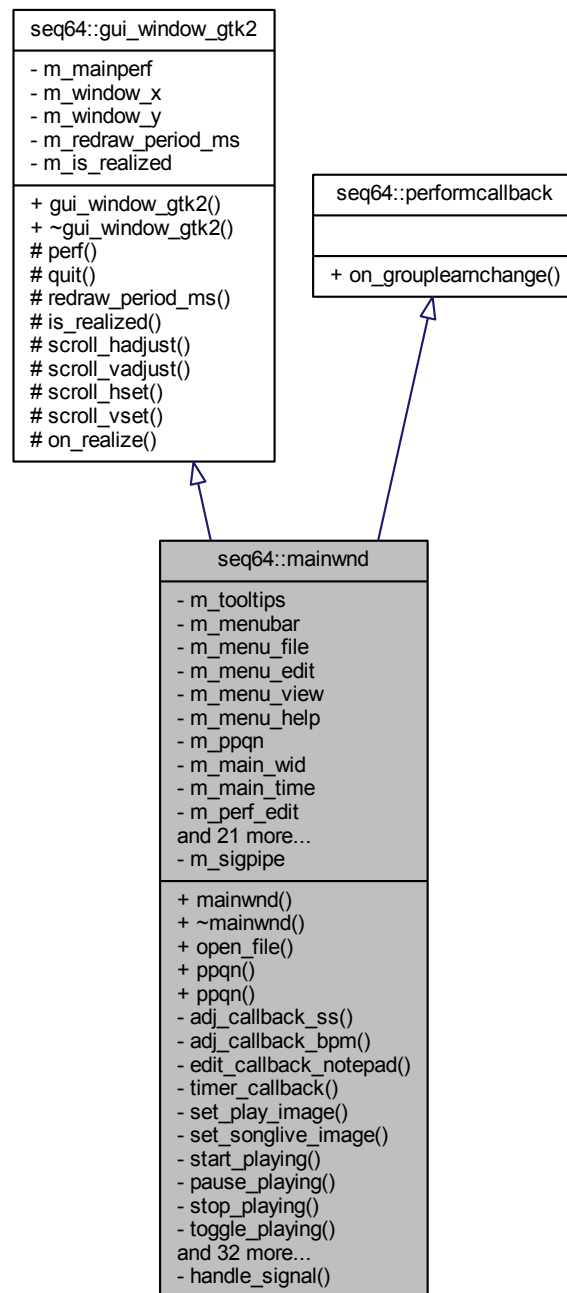 seq64::gui_window_gtk2
- m_mainperf
- m_window_x
- m_window_y
- m_redraw_period_ms
- m_is_realized
+ gui_window_gtk2()
+ ~gui_window_gtk2()
# perf()
# quit()
# redraw_period_ms()
# is_realized()
# scroll_hadjust()
# scroll_vadjust()
# scroll_hset()
# scroll_vset()
# on_realize()
seq64::performcallback
+ on_grouplearnchange()
seq64::mainwnd
- m_tooltips
- m_menubar
- m_menu_file
- m_menu_edit
- m_menu_view
- m_menu_help
- m_ppqn
- m_main_wid
- m_main_time
- m_perf_edit
and 21 more...
- m_sigpipe
+ mainwnd()
+ ~mainwnd()
+ open_file()
+ ppqn()
+ ppqn()
- adj_callback_ss()
- adj_callback_bpm()
- edit_callback_notepad()
- timer_callback()
- set_play_image()
- set_songlive_image()
- start_playing()
- pause_playing()
- stop_playing()
- toggle_playing()
and 32 more...
- handle_signal()